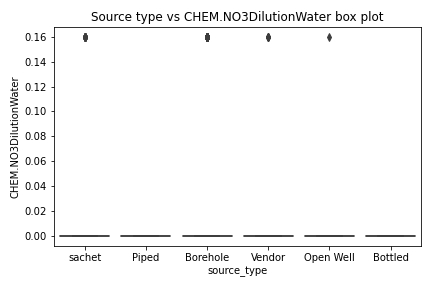 Source type vs CHEM.NO3DilutionWater box plot
CHEM.NO3DilutionWater
0.16
0.14
0.12
0.10
0.08
0.06
0.04
0.02
0.00
sachet Piped Borehole Vendor Open Well Bottled
source_type